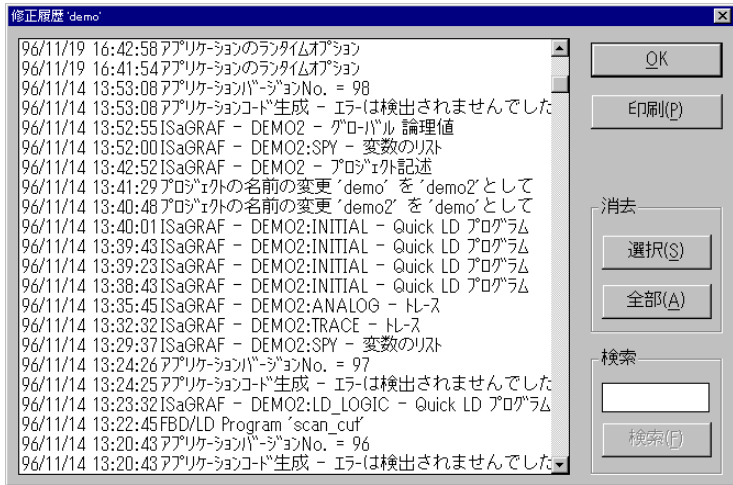 修正履歴 'demo'
96/11/19 16:42:58 ｱﾌﾟﾘｹｰｼｮﾝのﾗﾝﾀｲﾑｵﾌﾟｼｮﾝ
96/11/19 16:41:54 ｱﾌﾟﾘｹｰｼｮﾝのﾗﾝﾀｲﾑｵﾌﾟｼｮﾝ
96/11/14 13:53:08 ｱﾌﾟﾘｹｰｼｮﾝﾊﾞｰｼﾞｮﾝNo. = 98
96/11/14 13:53:08 ｱﾌﾟﾘｹｰｼｮﾝｺｰﾄﾞ生成 - ｴﾗｰは検出されませんでした
96/11/14 13:52:55 ISaGRAF - DEMO2 - ｸﾞﾛｰﾊﾞﾙ 論理値
96/11/14 13:52:00 ISaGRAF - DEMO2:SPY - 変数のﾘｽﾄ
96/11/14 13:42:52 ISaGRAF - DEMO2 - ﾌﾟﾛｼﾞｪｸﾄ記述
96/11/14 13:41:29 ﾌﾟﾛｼﾞｪｸﾄの名前の変更 'demo' を 'demo2'として
96/11/14 13:40:48 ﾌﾟﾛｼﾞｪｸﾄの名前の変更 'demo2' を 'demo'として
96/11/14 13:40:01 ISaGRAF - DEMO2:INITIAL - Quick LD ﾌﾟﾛｸﾞﾗﾑ
96/11/14 13:39:43 ISaGRAF - DEMO2:INITIAL - Quick LD ﾌﾟﾛｸﾞﾗﾑ
96/11/14 13:39:23 ISaGRAF - DEMO2:INITIAL - Quick LD ﾌﾟﾛｸﾞﾗﾑ
96/11/14 13:38:43 ISaGRAF - DEMO2:INITIAL - Quick LD ﾌﾟﾛｸﾞﾗﾑ
96/11/14 13:35:45 ISaGRAF - DEMO2:ANALOG - ﾄﾚｰｽ
96/11/14 13:32:32 ISaGRAF - DEMO2:TRACE - ﾄﾚｰｽ
96/11/14 13:29:37 ISaGRAF - DEMO2:SPY - 変数のﾘｽﾄ
96/11/14 13:24:26 ｱﾌﾟﾘｹｰｼｮﾝﾊﾞｰｼﾞｮﾝNo. = 97
96/11/14 13:24:25 ｱﾌﾟﾘｹｰｼｮﾝｺｰﾄﾞ生成 - ｴﾗｰは検出されませんでした
96/11/14 13:23:32 ISaGRAF - DEMO2:LD_LOGIC - Quick LD ﾌﾟﾛｸﾞﾗﾑ
96/11/14 13:22:45 FBD/LD Program 'scan_cut'
96/11/14 13:20:43 ｱﾌﾟﾘｹｰｼｮﾝﾊﾞｰｼﾞｮﾝNo. = 96
96/11/14 13:20:43 ｱﾌﾟﾘｹｰｼｮﾝｺｰﾄﾞ生成 - ｴﾗｰは検出されませんでした
OK
印刷(P)
消去
選択(S)
全部(A)
検索
検索(F)